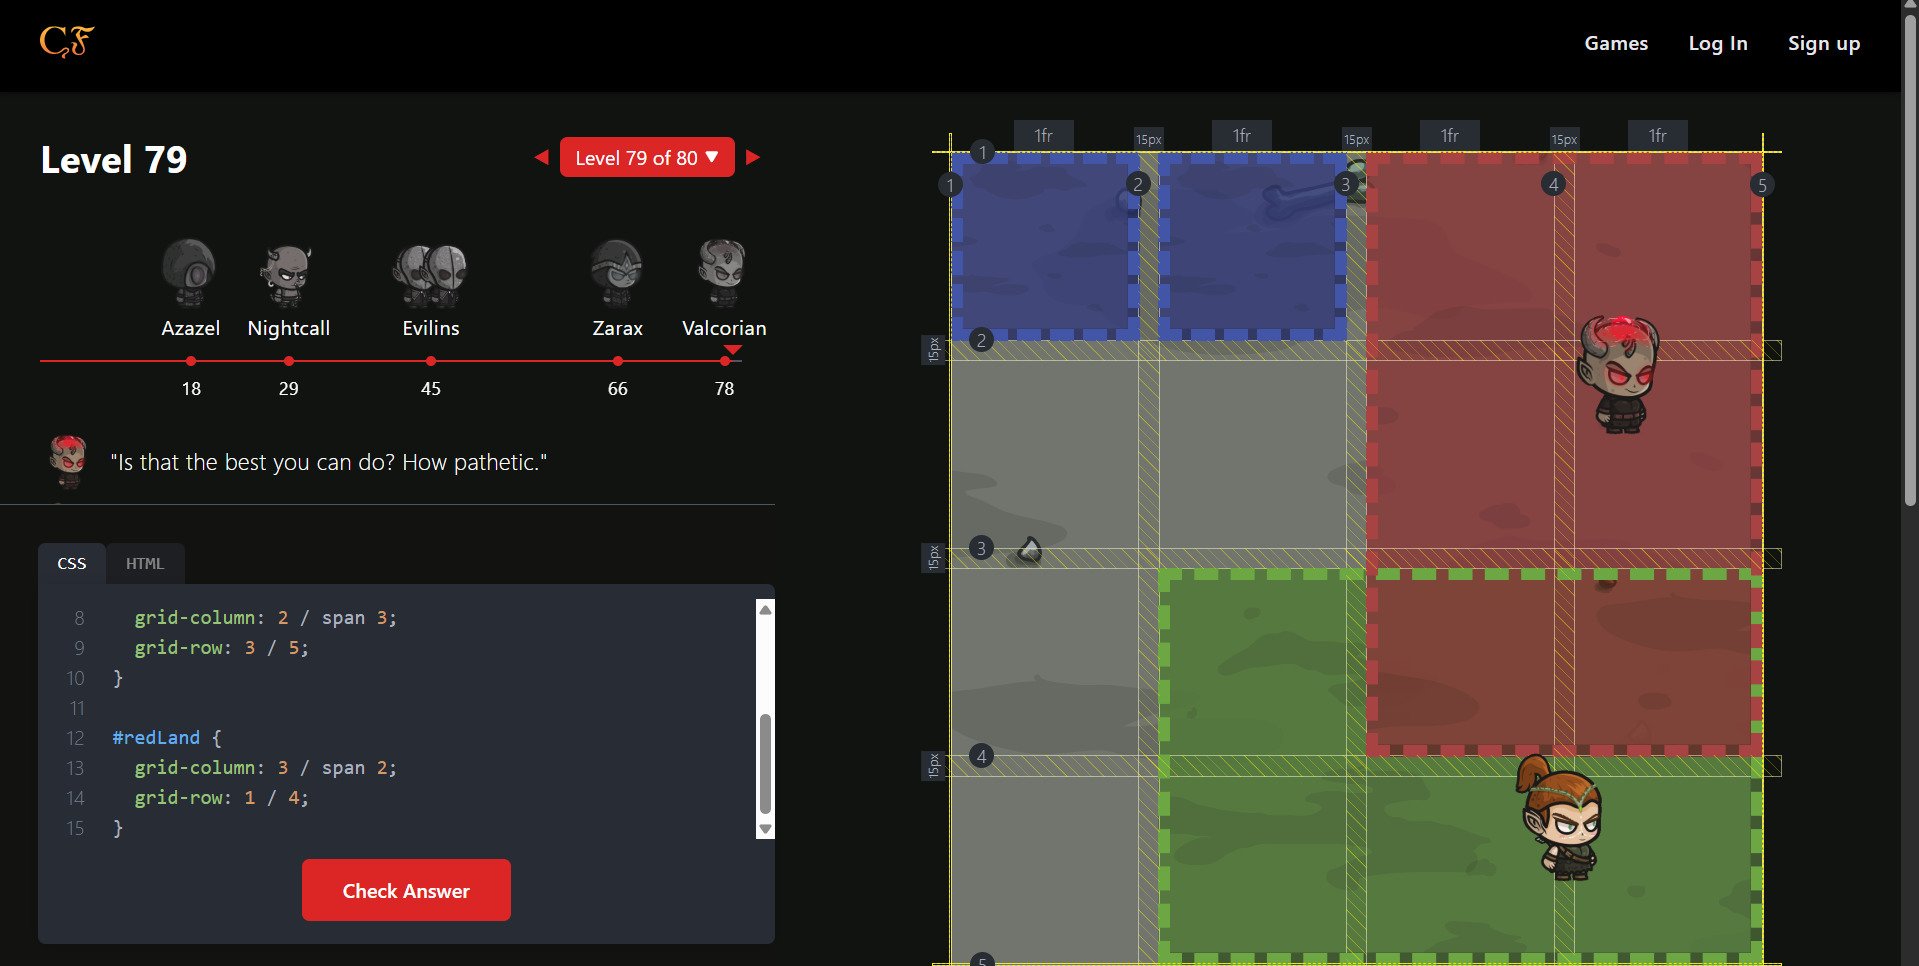 CF
Games
Log In
Sign up
Level 79
Level 79 of 80 ▼
Azazel
Nightcall
Evilins
Zarax
Valcorian
18
29
45
66
78
"Is that the best you can do? How pathetic."
CSS
HTML
8 grid-column: 2 / span 3;
9 grid-row: 3 / 5;
10 }
11
12 #redLand {
13 grid-column: 3 / span 2;
14 grid-row: 1 / 4;
15 }
Check Answer
1fr 15px 1fr 15px 1fr 15px 1fr
1
1 2 3 4 5
2
15px
3
15px
4
15px
5